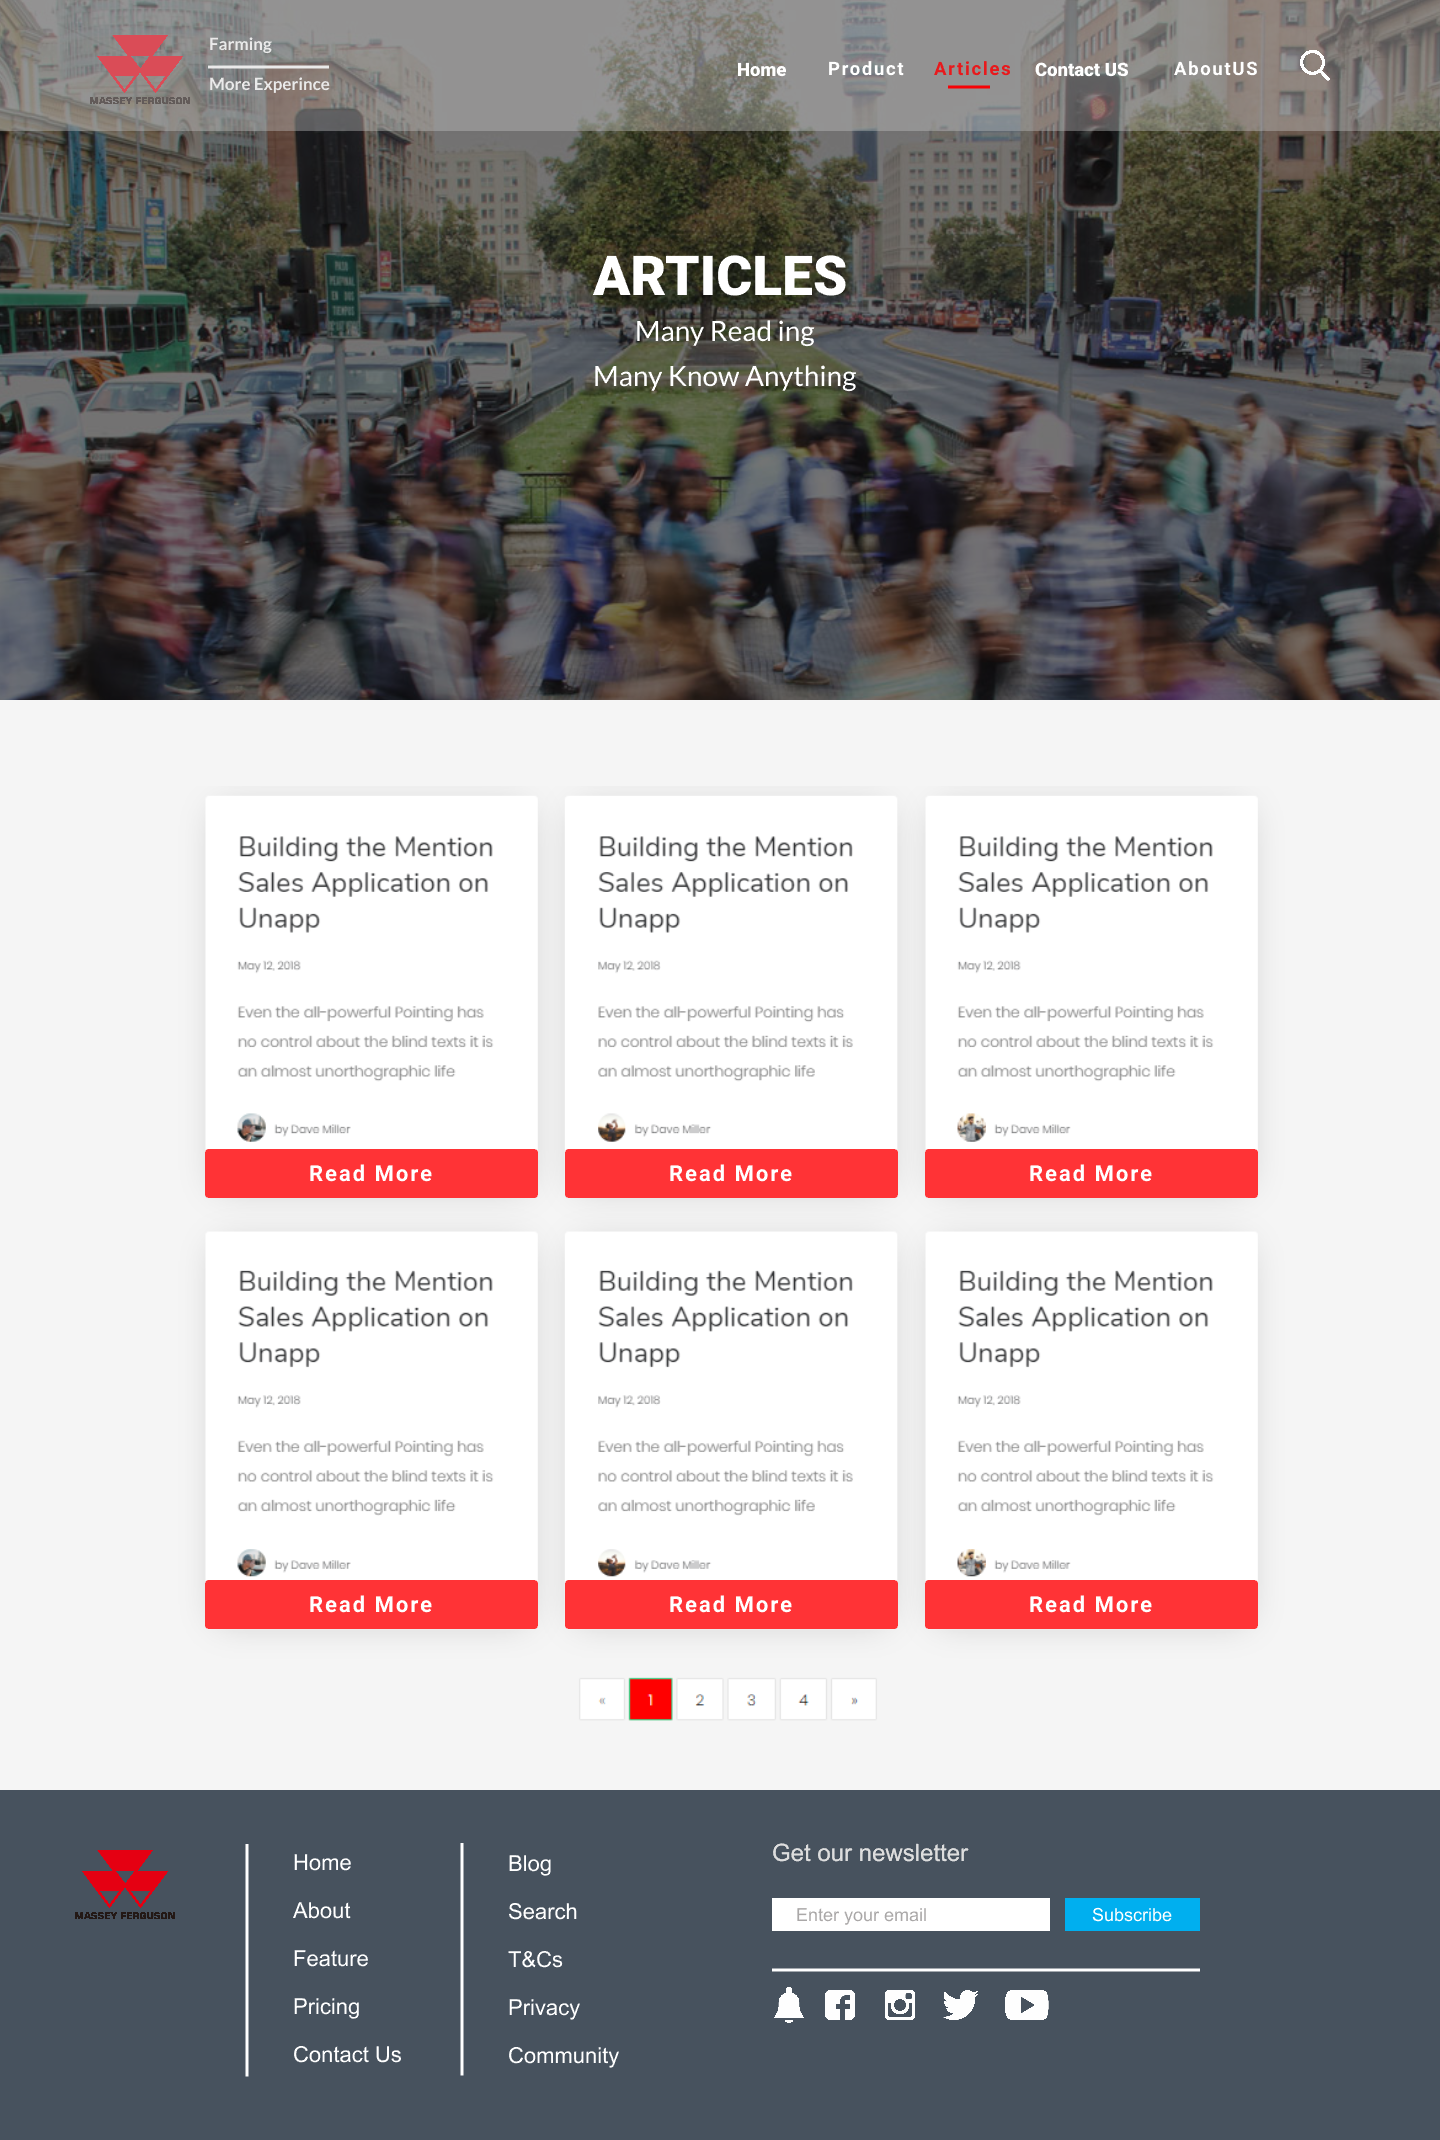 Farming
More Experince
MASSEY FERGUSON
Home Product Articles Contact US AboutUS
ARTICLES
Many Read ing
Many Know Anything
Building the Mention
Sales Application on
Unapp
May 12, 2018
Even the all-powerful Pointing has
no control about the blind texts it is
an almost unorthographic life
by Dave Miller
Read More
Building the Mention
Sales Application on
Unapp
May 12, 2018
Even the all-powerful Pointing has
no control about the blind texts it is
an almost unorthographic life
by Dave Miller
Read More
Building the Mention
Sales Application on
Unapp
May 12, 2018
Even the all-powerful Pointing has
no control about the blind texts it is
an almost unorthographic life
by Dave Miller
Read More
Building the Mention
Sales Application on
Unapp
May 12, 2018
Even the all-powerful Pointing has
no control about the blind texts it is
an almost unorthographic life
by Dave Miller
Read More
Building the Mention
Sales Application on
Unapp
May 12, 2018
Even the all-powerful Pointing has
no control about the blind texts it is
an almost unorthographic life
by Dave Miller
Read More
Building the Mention
Sales Application on
Unapp
May 12, 2018
Even the all-powerful Pointing has
no control about the blind texts it is
an almost unorthographic life
by Dave Miller
Read More
« 1 2 3 4 »
MASSEY FERGUSON
Home
About
Feature
Pricing
Contact Us
Blog
Search
T&Cs
Privacy
Community
Get our newsletter
Enter your email Subscribe